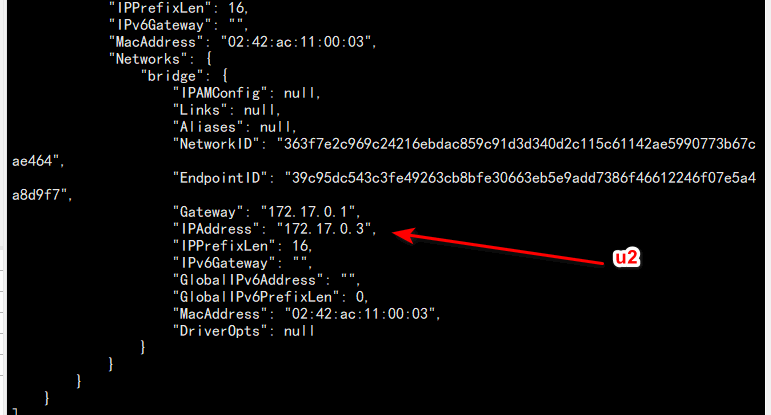 "IPPrefixLen": 16,
"IPv6Gateway": "",
"MacAddress": "02:42:ac:11:00:03",
"Networks": {
"bridge": {
"IPAMConfig": null,
"Links": null,
"Aliases": null,
"NetworkID": "363f7e2c969c24216ebdac859c91d3d340d2c115c61142ae5990773b67c
ae464",
"EndpointID": "39c95dc543c3fe49263cb8bfe30663eb5e9add7386f46612246f07e5a4
a8d9f7",
"Gateway": "172.17.0.1",
"IPAddress": "172.17.0.3",
"IPPrefixLen": 16,
"IPv6Gateway": "",
u2
"GlobalIPv6Address": "",
"GlobalIPv6PrefixLen": 0,
"MacAddress": "02:42:ac:11:00:03",
"DriverOpts": null
}
}
}
}
]